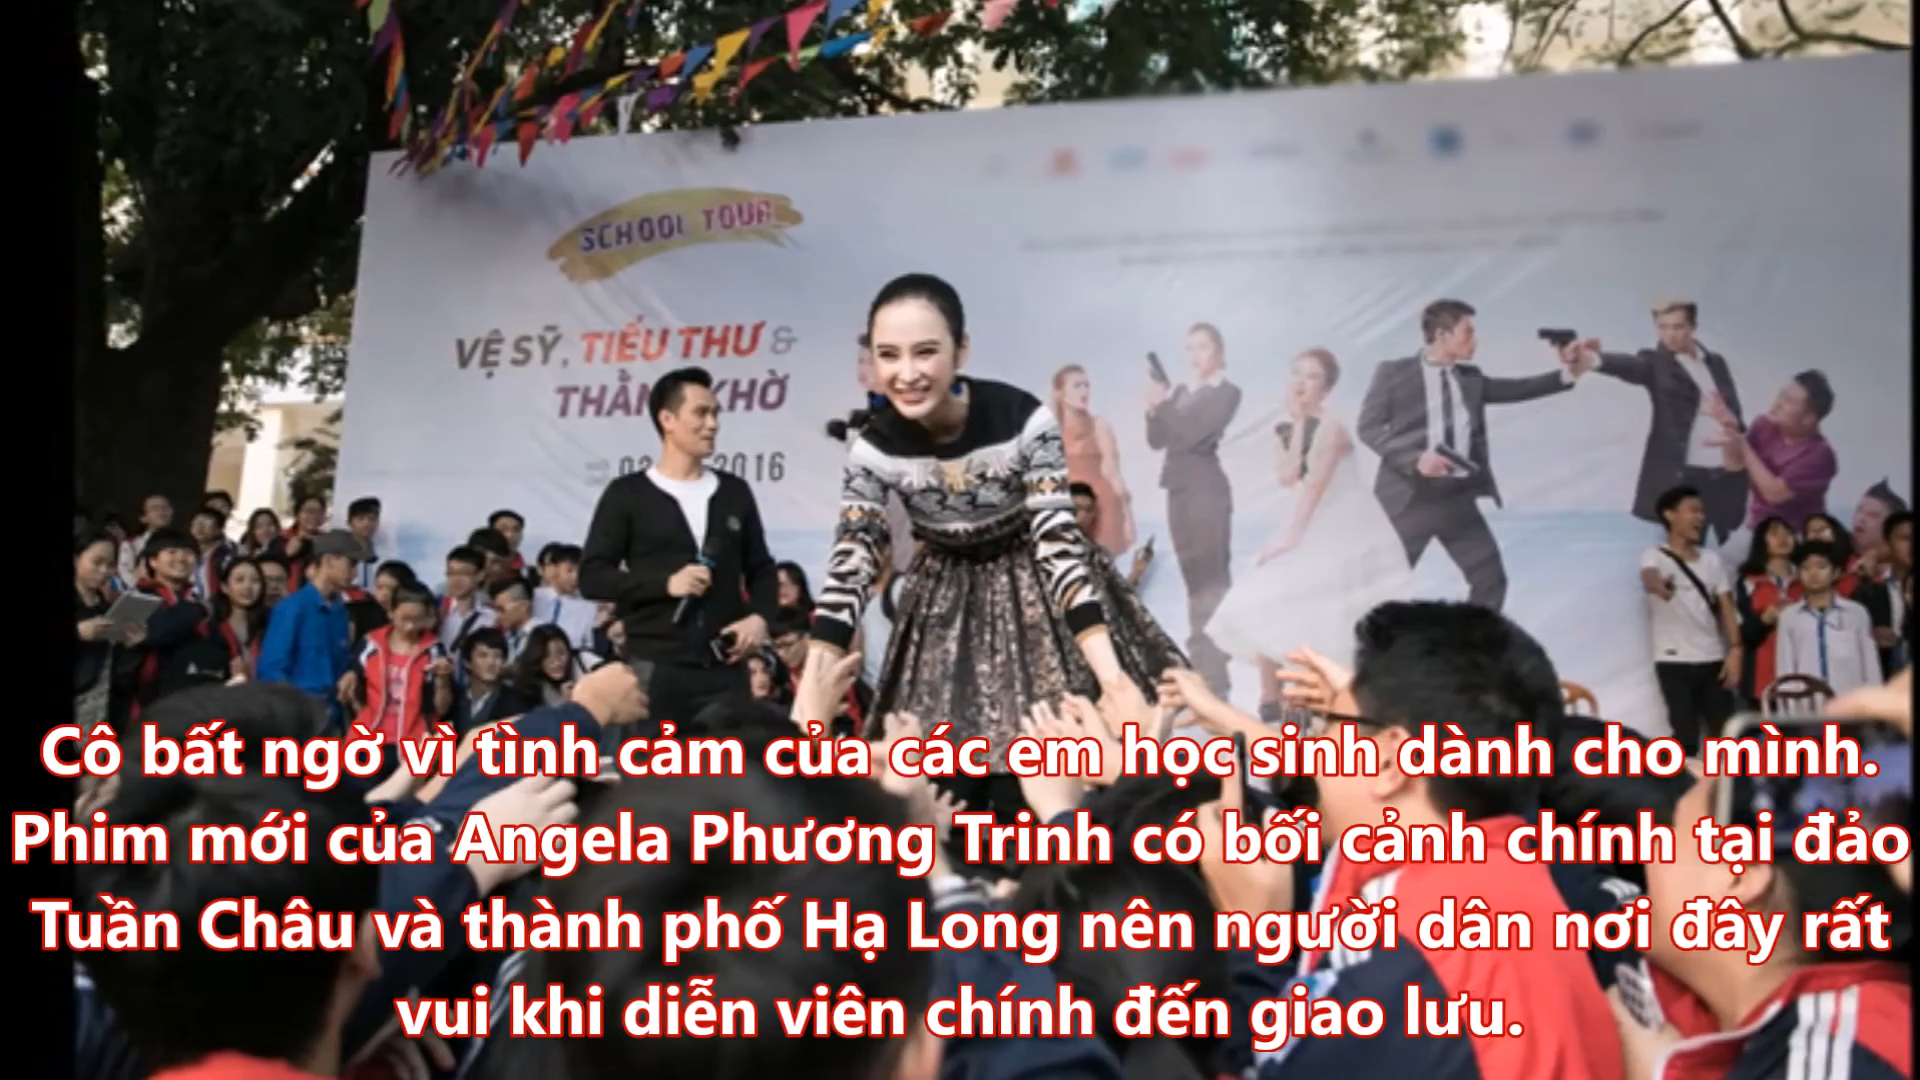 SCHOOL TOUR
VỆ SỸ, TIỂU THƯ &
KHỜ
2016
Cô bất ngờ vì tình cảm của các em học sinh dành cho mình.
Phim mới của Angela Phương Trinh có bối cảnh chính tại đảo
Tuần Châu và thành phố Hạ Long nên người dân nơi đây rất
vui khi diễn viên chính đến giao lưu.